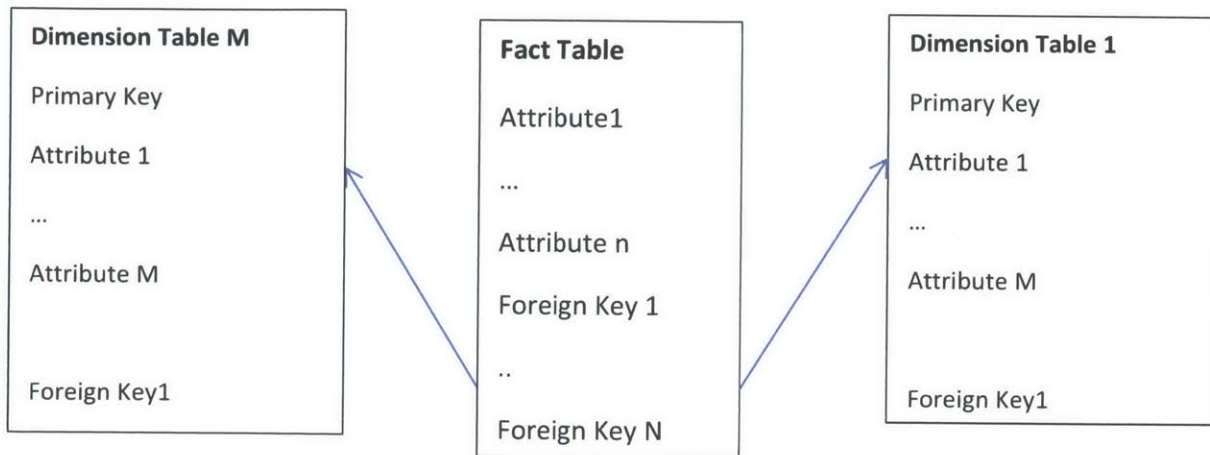 Dimension Table M
Primary Key
Attribute 1
...
Attribute M
Foreign Key1
Fact Table
Attribute1
...
Attribute n
Foreign Key 1
..
Foreign Key N
Dimension Table 1
Primary Key
Attribute 1
...
Attribute M
Foreign Key1